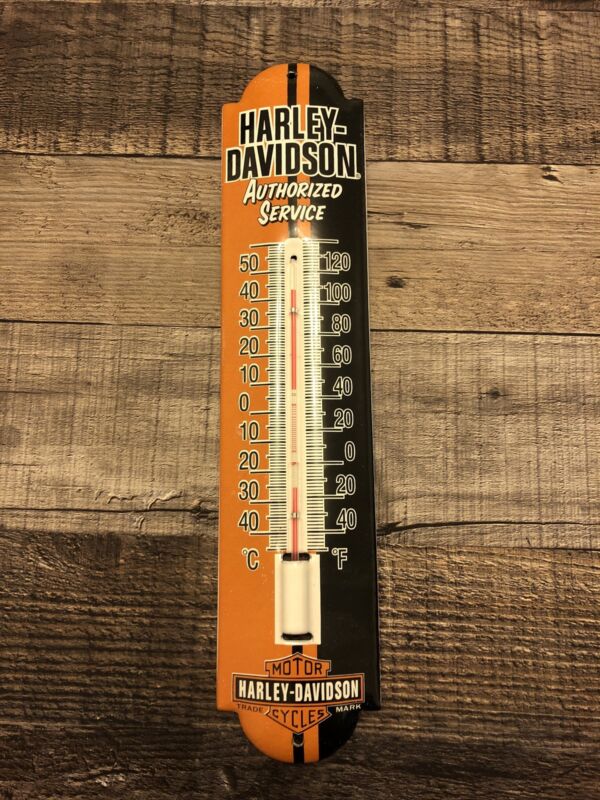 HARLEY-
DAVIDSON®
AUTHORIZED
SERVICE
50 120
40 100
30 80
20 60
10 40
0 20
10 0
20 20
30 40
40
°C °F
MOTOR
HARLEY-DAVIDSON
TRADE MARK
CYCLES